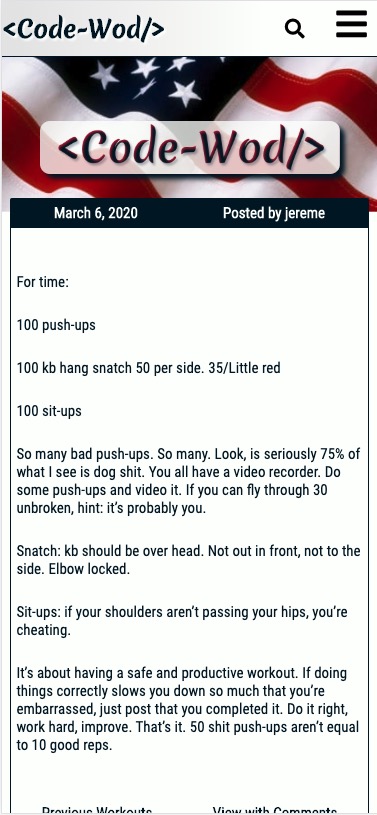 <Code-Wod/>
<Code-Wod/>
March 6, 2020 Posted by jereme
For time:
100 push-ups
100 kb hang snatch 50 per side. 35/Little red
100 sit-ups
So many bad push-ups. So many. Look, is seriously 75% of
what I see is dog shit. You all have a video recorder. Do
some push-ups and video it. If you can fly through 30
unbroken, hint: it’s probably you.
Snatch: kb should be over head. Not out in front, not to the
side. Elbow locked.
Sit-ups: if your shoulders aren’t passing your hips, you’re
cheating.
It’s about having a safe and productive workout. If doing
things correctly slows you down so much that you’re
embarrassed, just post that you completed it. Do it right,
work hard, improve. That’s it. 50 shit push-ups aren’t equal
to 10 good reps.
Previous Workouts View with Comments